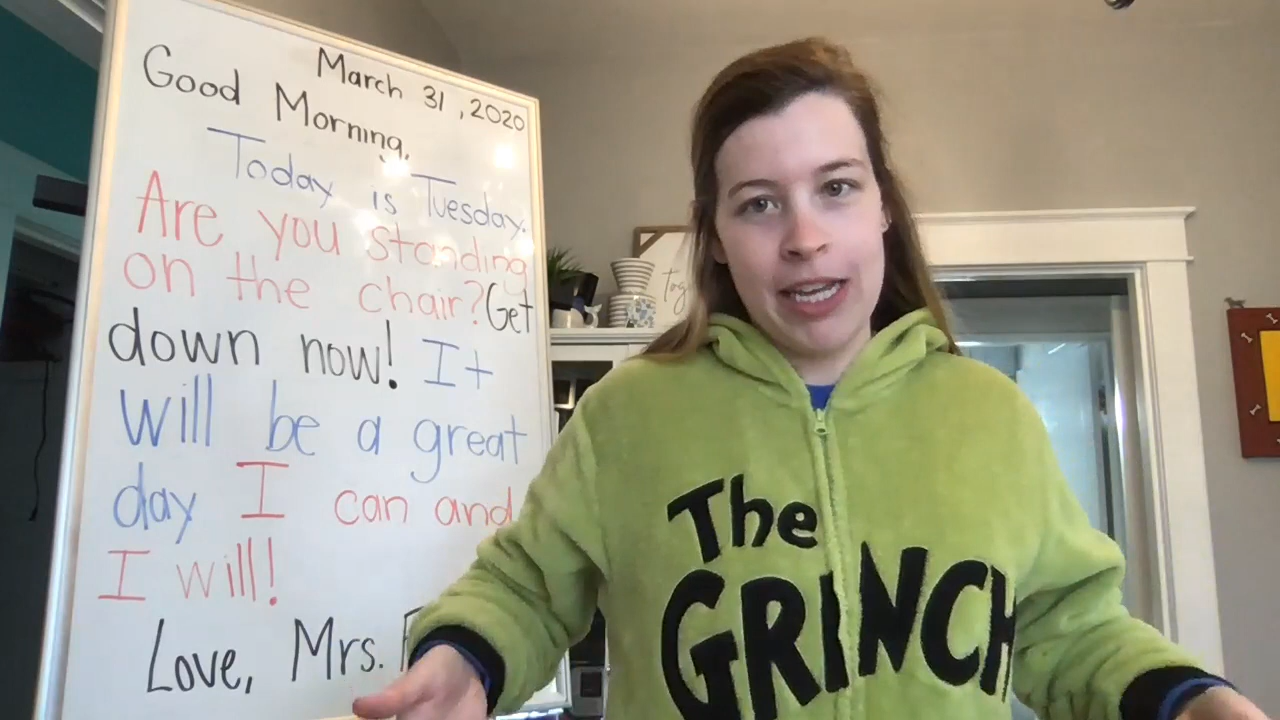 March 31, 2020
Good Morning,
Today is Tuesday.
Are you standing
on the chair? Get
down now! It
will be a great
day I can and
I will!
Love, Mrs.
tog
The
GRINCH